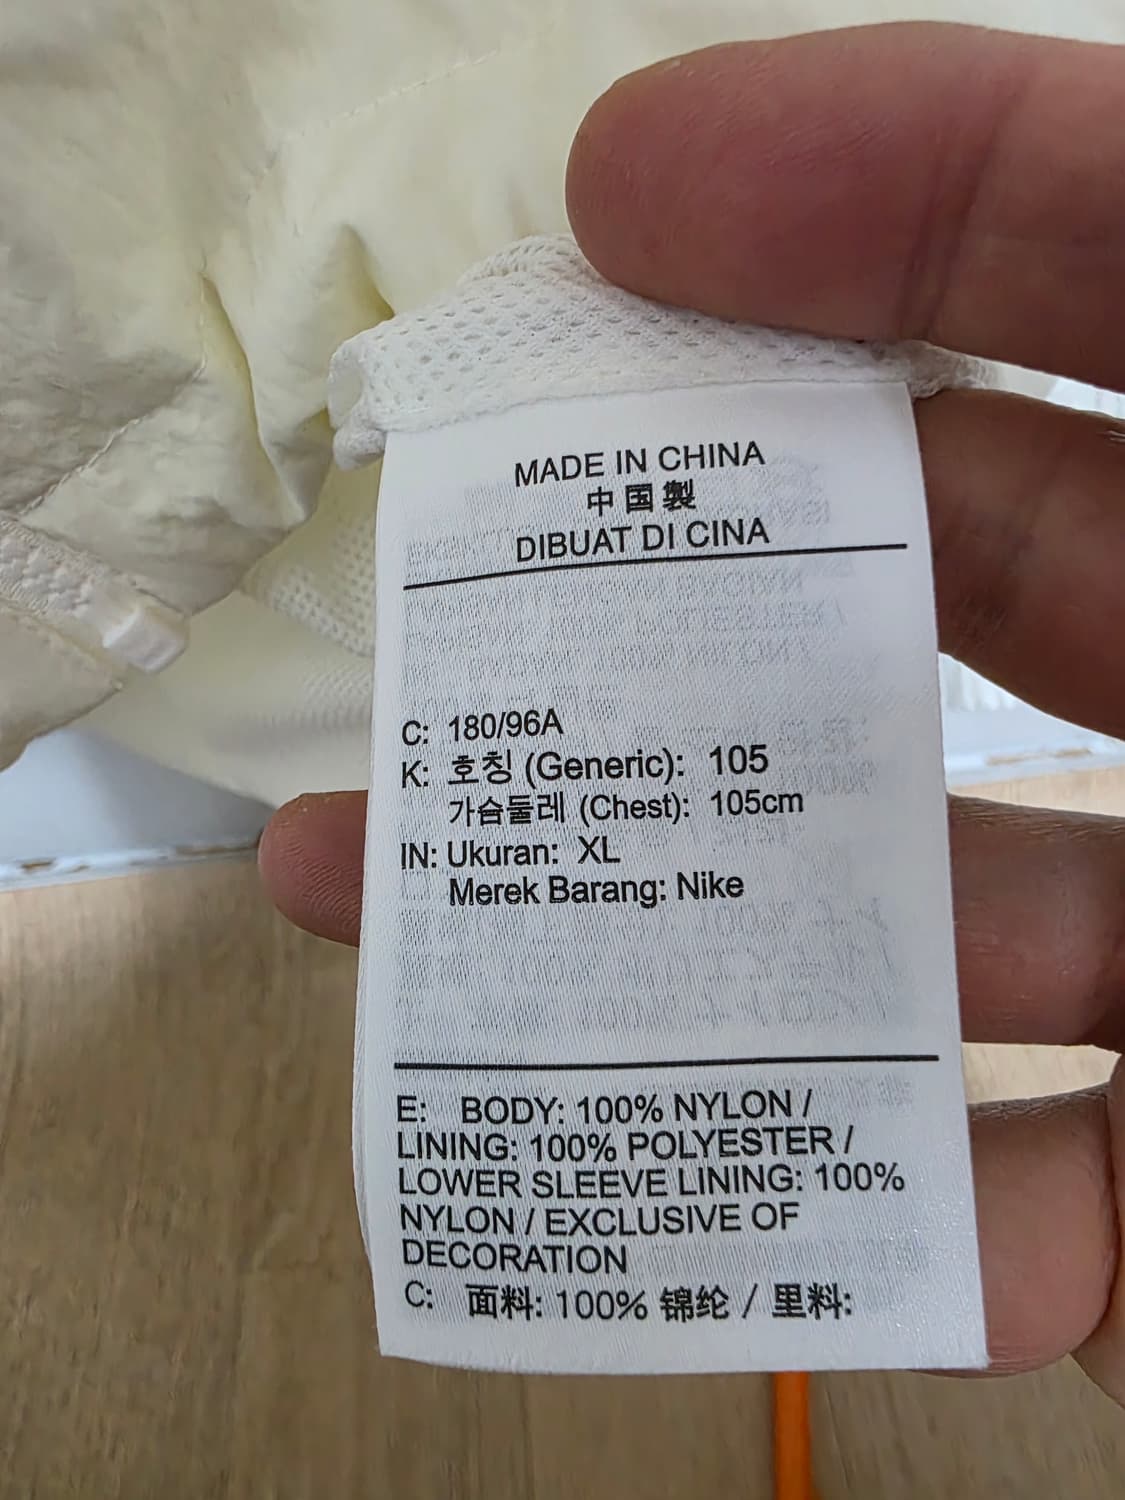 MADE IN CHINA
中国製
DIBUAT DI CINA
C: 180/96A
K: 호칭 (Generic): 105
가슴둘레 (Chest): 105cm
IN: Ukuran: XL
Merek Barang: Nike
E: BODY: 100% NYLON /
LINING: 100% POLYESTER /
LOWER SLEEVE LINING: 100%
NYLON / EXCLUSIVE OF
DECORATION
C: 面料: 100% 锦纶 / 里料: